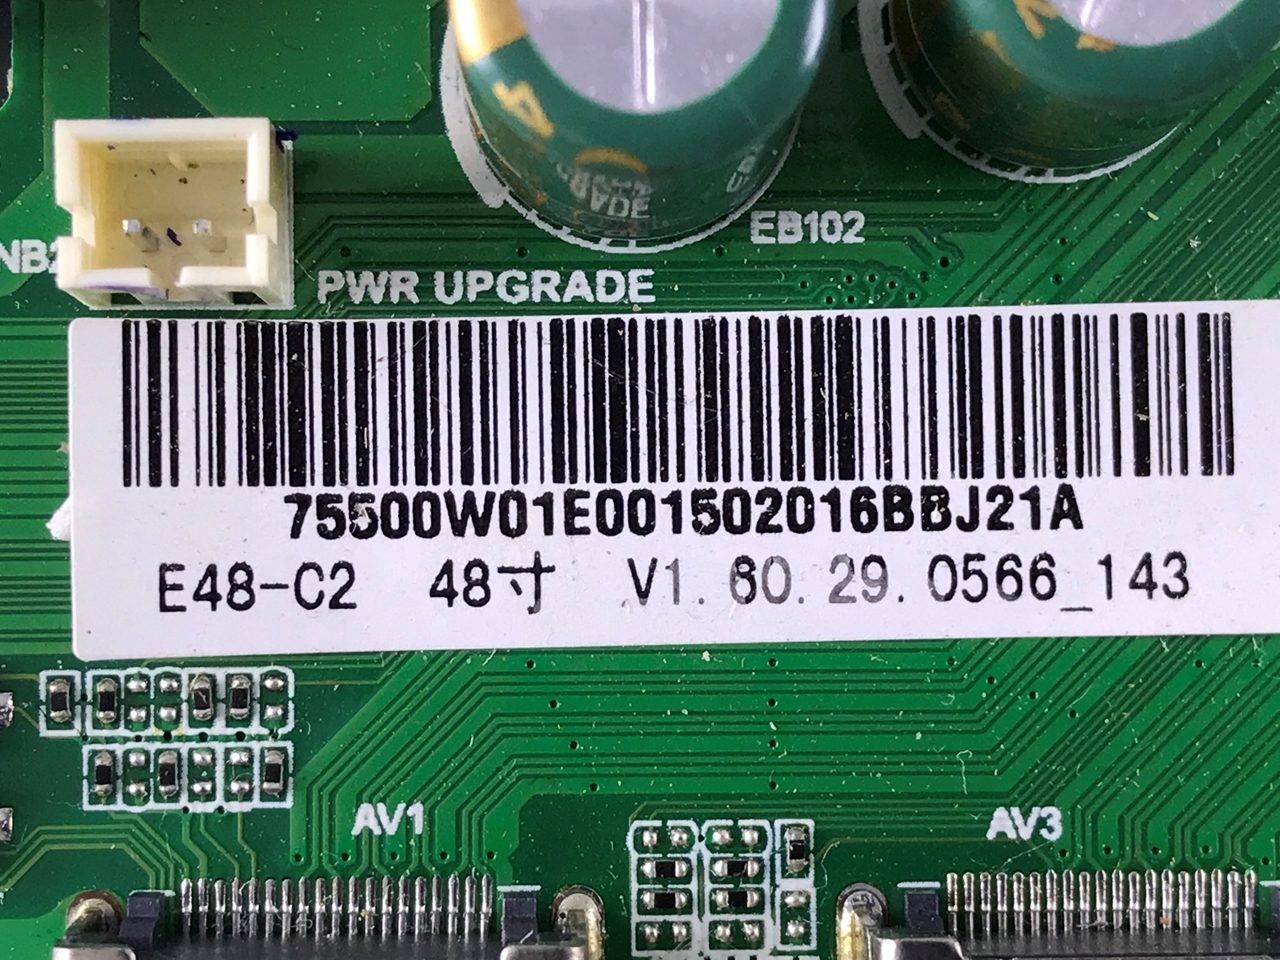 EB102
PWR UPGRADE
75500W01E001502016BBJ21A
E48-C2 48寸 V1.60.29.0566_143
AV1
AV3